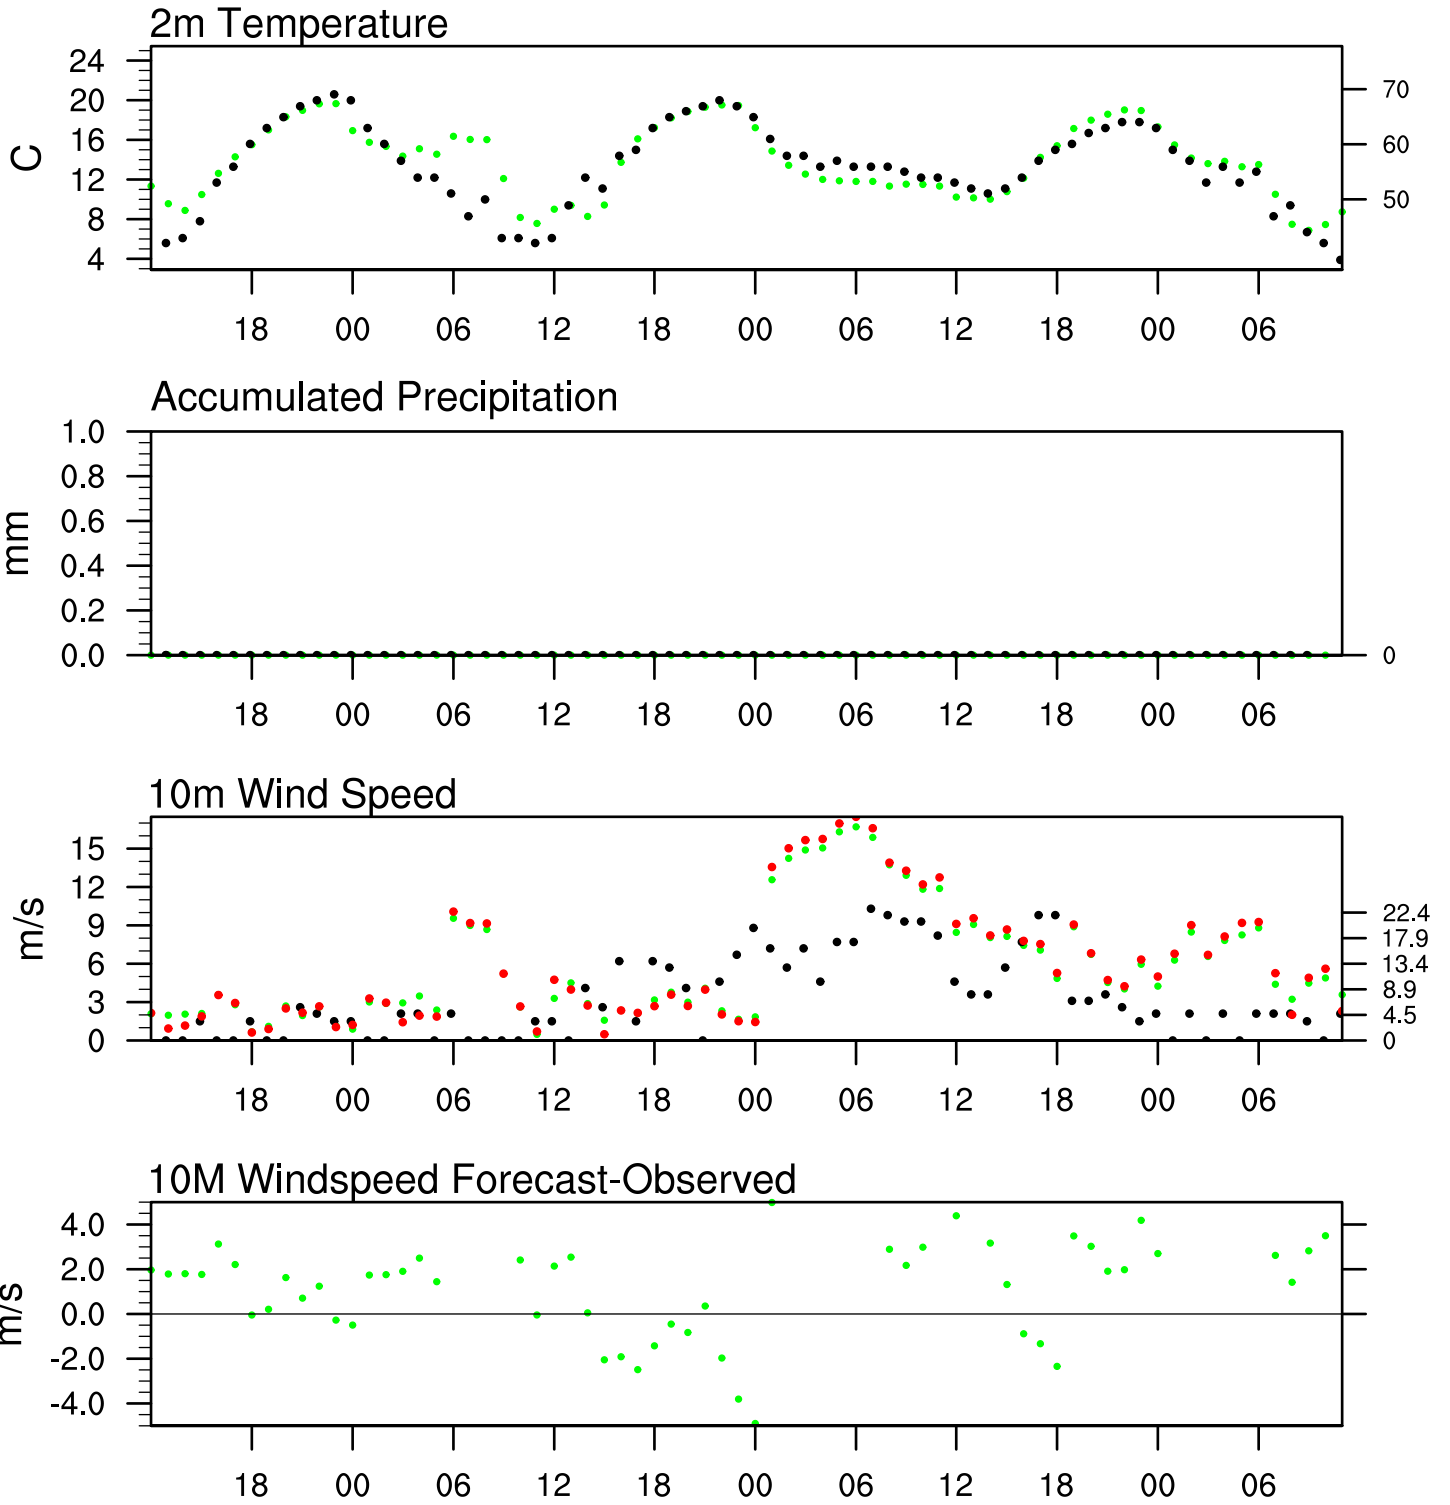 2m Temperature
24
20
16
12
8
4
C
70
60
50
18 00 06 12 18 00 06 12 18 00 06
Accumulated Precipitation
1.0
0.8
0.6
0.4
0.2
0.0
mm
0
18 00 06 12 18 00 06 12 18 00 06
10m Wind Speed
15
12
9
6
3
0
m/s
22.4
17.9
13.4
8.9
4.5
0
18 00 06 12 18 00 06 12 18 00 06
10M Windspeed Forecast-Observed
4.0
2.0
0.0
-2.0
-4.0
m/s
18 00 06 12 18 00 06 12 18 00 06